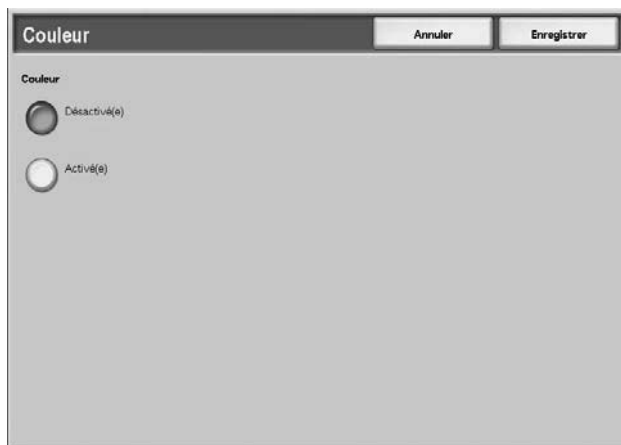 Couleur
Annuler
Enregistrer
Couleur
Désactivé(e)
Activé(e)